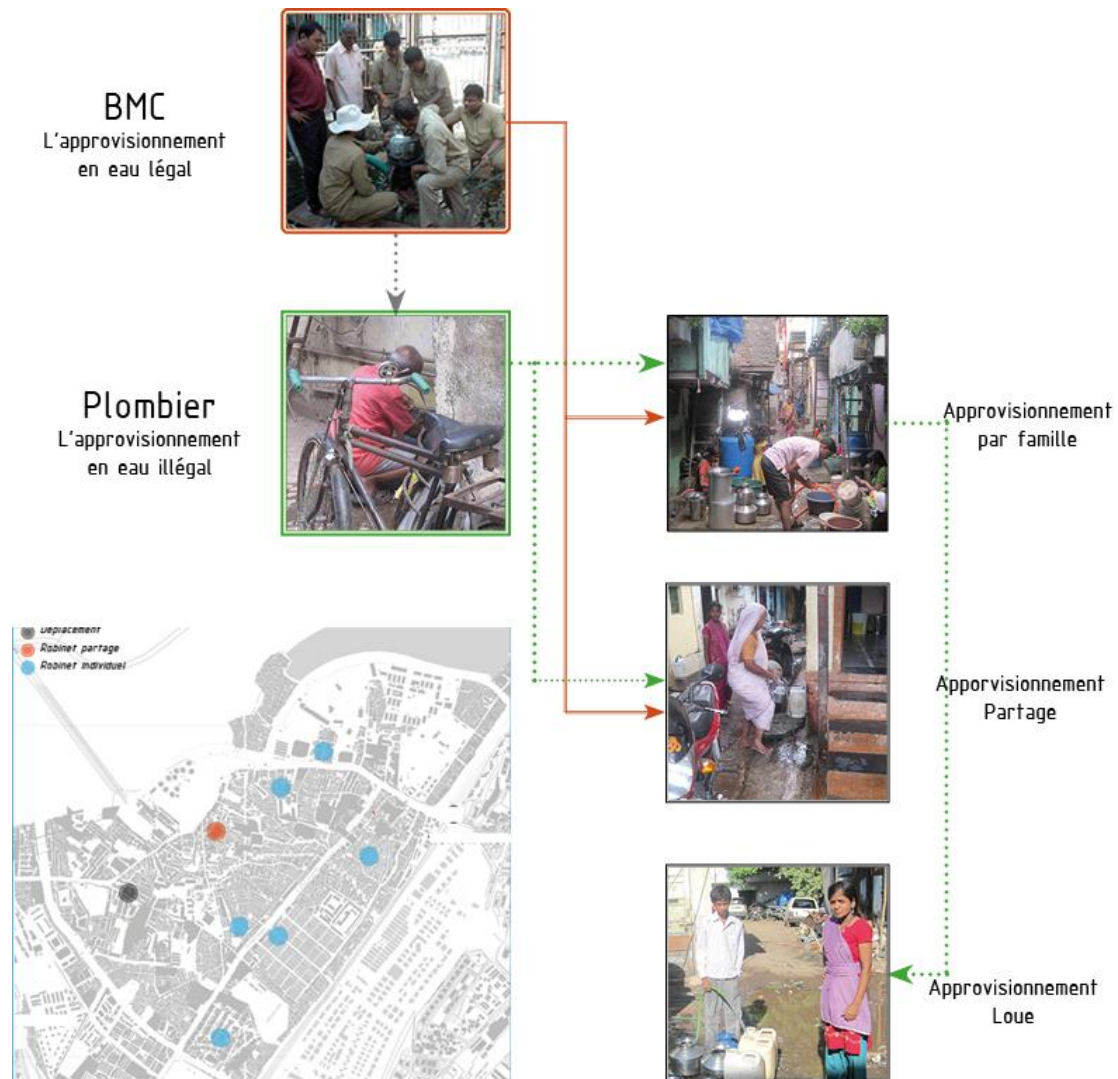 BMC
L'approvisionnement
en eau légal
Plombier
L'approvisionnement
en eau illégal
Approvisionnement
par famille
Apporvisionnement
Partage
Approvisionnement
Loue
Déplacement
Robinet partage
Robinet individuel